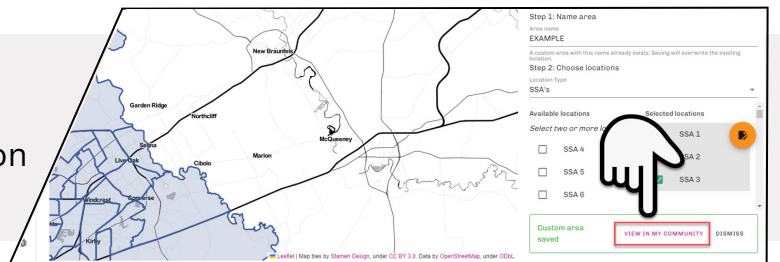 on
New Braunfels
Garden Ridge
Northcliff
McQueeney
Selma
Marion
Live Oak
Cibolo
Windcrest
Converse
Kirby
Leaflet | Map tiles by Stamen Design, under CC BY 3.0. Data by OpenStreetMap, under ODbL.
Step 1: Name area
Area name
EXAMPLE
A custom area with this name already exists. Saving will overwrite the existing
location.
Step 2: Choose locations
Location Type
SSA's
Available locations
Selected locations
Select two or more
SSA 1
SSA 4
SSA 2
SSA 5
SSA 3
SSA 6
Custom area
saved
VIEW IN MY COMMUNITY
DISMISS